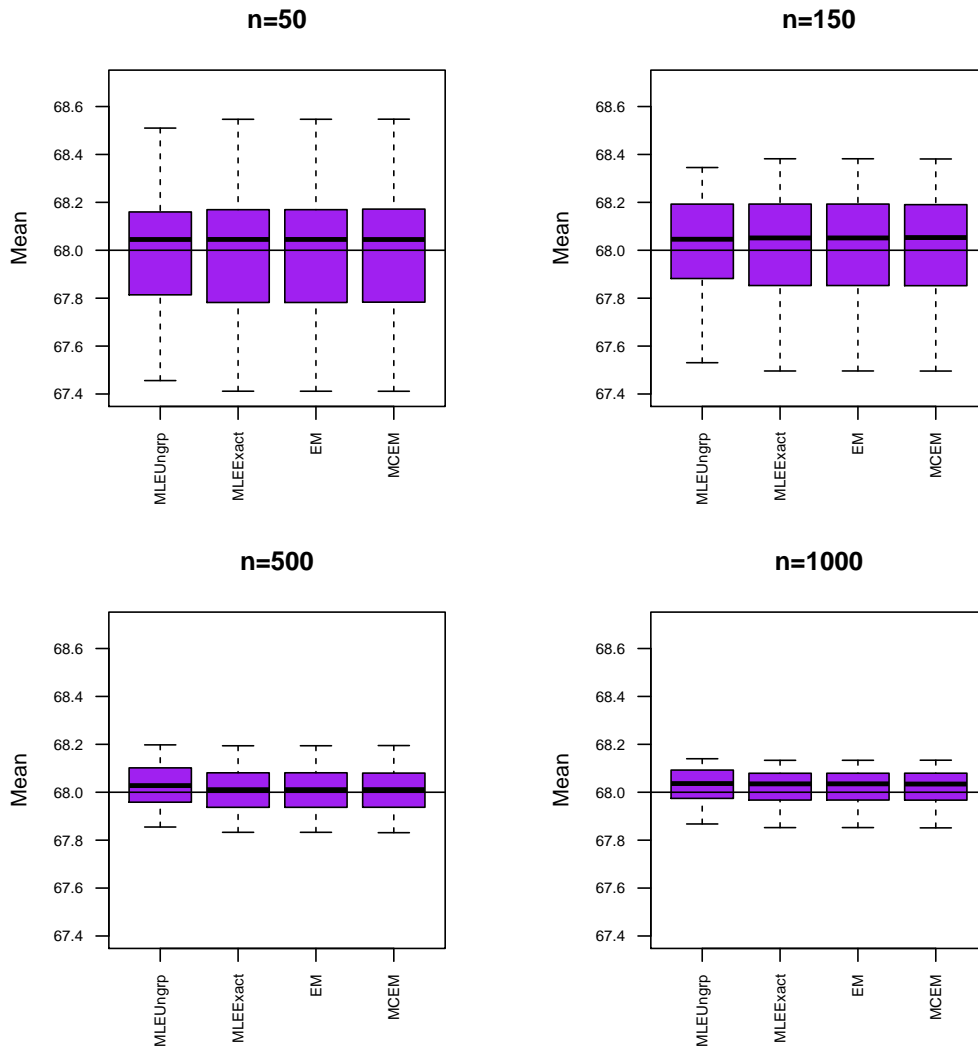 n=50
Mean
68.6
68.4
68.2
68.0
67.8
67.6
67.4
MLEUngrp
MLEExact
EM
MCEM
n=150
Mean
68.6
68.4
68.2
68.0
67.8
67.6
67.4
MLEUngrp
MLEExact
EM
MCEM
n=500
Mean
68.6
68.4
68.2
68.0
67.8
67.6
67.4
MLEUngrp
MLEExact
EM
MCEM
n=1000
Mean
68.6
68.4
68.2
68.0
67.8
67.6
67.4
MLEUngrp
MLEExact
EM
MCEM